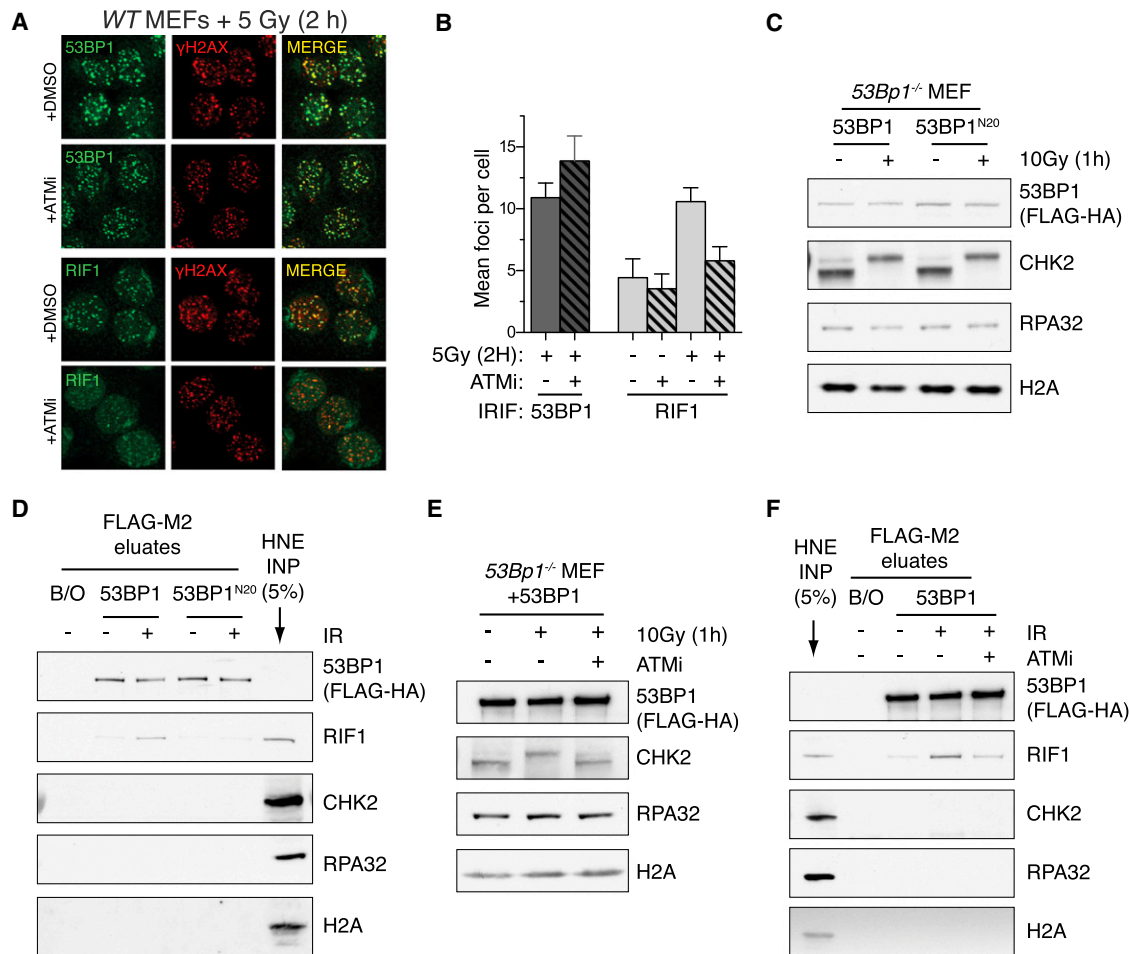 A
WT MEFs + 5 Gy (2 h)
53BP1 γH2AX MERGE
+DMSO
53BP1
+ATMi
RIF1 γH2AX MERGE
+DMSO
RIF1
+ATMi
B
Mean foci per cell
15
10
5
0
5Gy (2H): + + - - + +
ATMi: - + - + - +
IRIF: 53BP1 RIF1
C
53Bp1-/- MEF
53BP1 53BP1N20
- + - + 10Gy (1h)
53BP1
(FLAG-HA)
CHK2
RPA32
H2A
D
FLAG-M2
eluates
HNE
INP
(5%)
B/O 53BP1 53BP1N20
- - + - + IR
53BP1
(FLAG-HA)
RIF1
CHK2
RPA32
H2A
E
53Bp1-/- MEF
+53BP1
- + + 10Gy (1h)
- - + ATMi
53BP1
(FLAG-HA)
CHK2
RPA32
H2A
F
HNE
INP
(5%)
FLAG-M2
eluates
B/O 53BP1
- - + + IR
- - - + ATMi
53BP1
(FLAG-HA)
RIF1
CHK2
RPA32
H2A